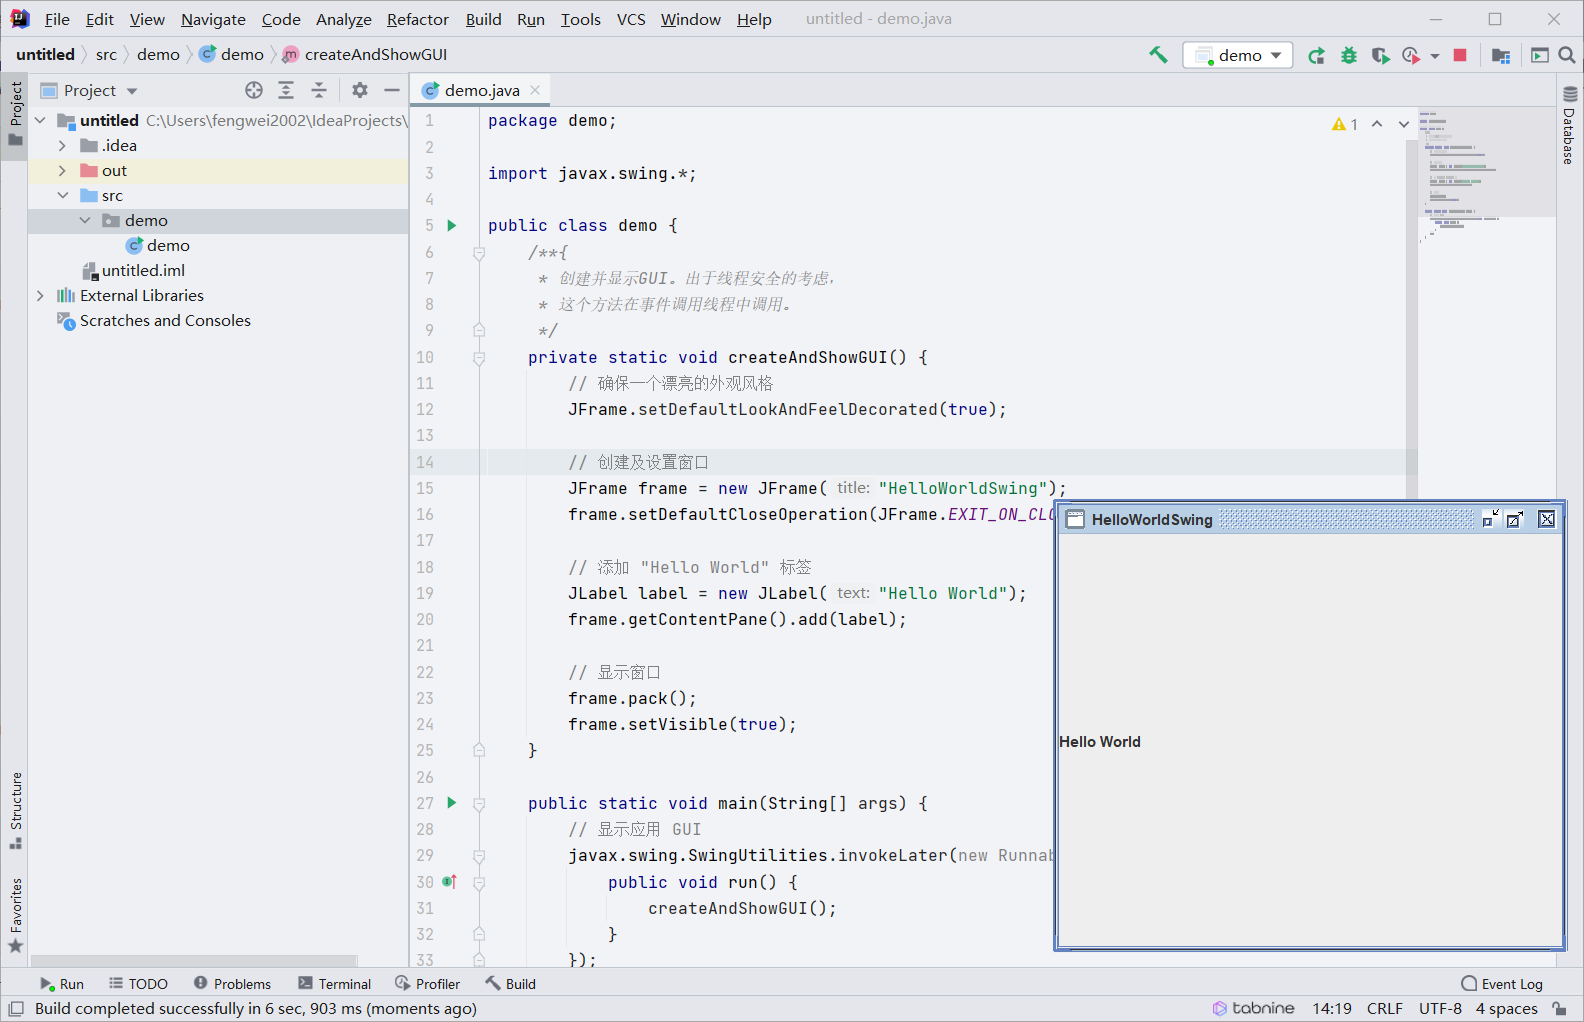 File Edit View Navigate Code Analyze Refactor Build Run Tools VCS Window Help untitled - demo.java
untitled src demo demo createAndShowGUI
demo
Project
untitled C:\Users\fengwei2002\IdeaProjects\
.idea
out
src
demo
demo
untitled.iml
External Libraries
Scratches and Consoles
Project
Structure
Favorites
Database
demo.java
1
1 package demo;
2
3 import javax.swing.*;
4
5 public class demo {
6 /**{
7 * 创建并显示GUI。出于线程安全的考虑，
8 * 这个方法在事件调用线程中调用。
9 */
10 private static void createAndShowGUI() {
11 // 确保一个漂亮的外观风格
12 JFrame.setDefaultLookAndFeelDecorated(true);
13
14 // 创建及设置窗口
15 JFrame frame = new JFrame( title: "HelloWorldSwing");
16 frame.setDefaultCloseOperation(JFrame.EXIT_ON_CLO
17
18 // 添加 "Hello World" 标签
19 JLabel label = new JLabel( text: "Hello World");
20 frame.getContentPane().add(label);
21
22 // 显示窗口
23 frame.pack();
24 frame.setVisible(true);
25 }
26
27 public static void main(String[] args) {
28 // 显示应用 GUI
29 javax.swing.SwingUtilities.invokeLater(new Runnab
30 public void run() {
31 createAndShowGUI();
32 }
33 });
HelloWorldSwing
Hello World
Run TODO Problems Terminal Profiler Build Event Log
Build completed successfully in 6 sec, 903 ms (moments ago) tabnine 14:19 CRLF UTF-8 4 spaces